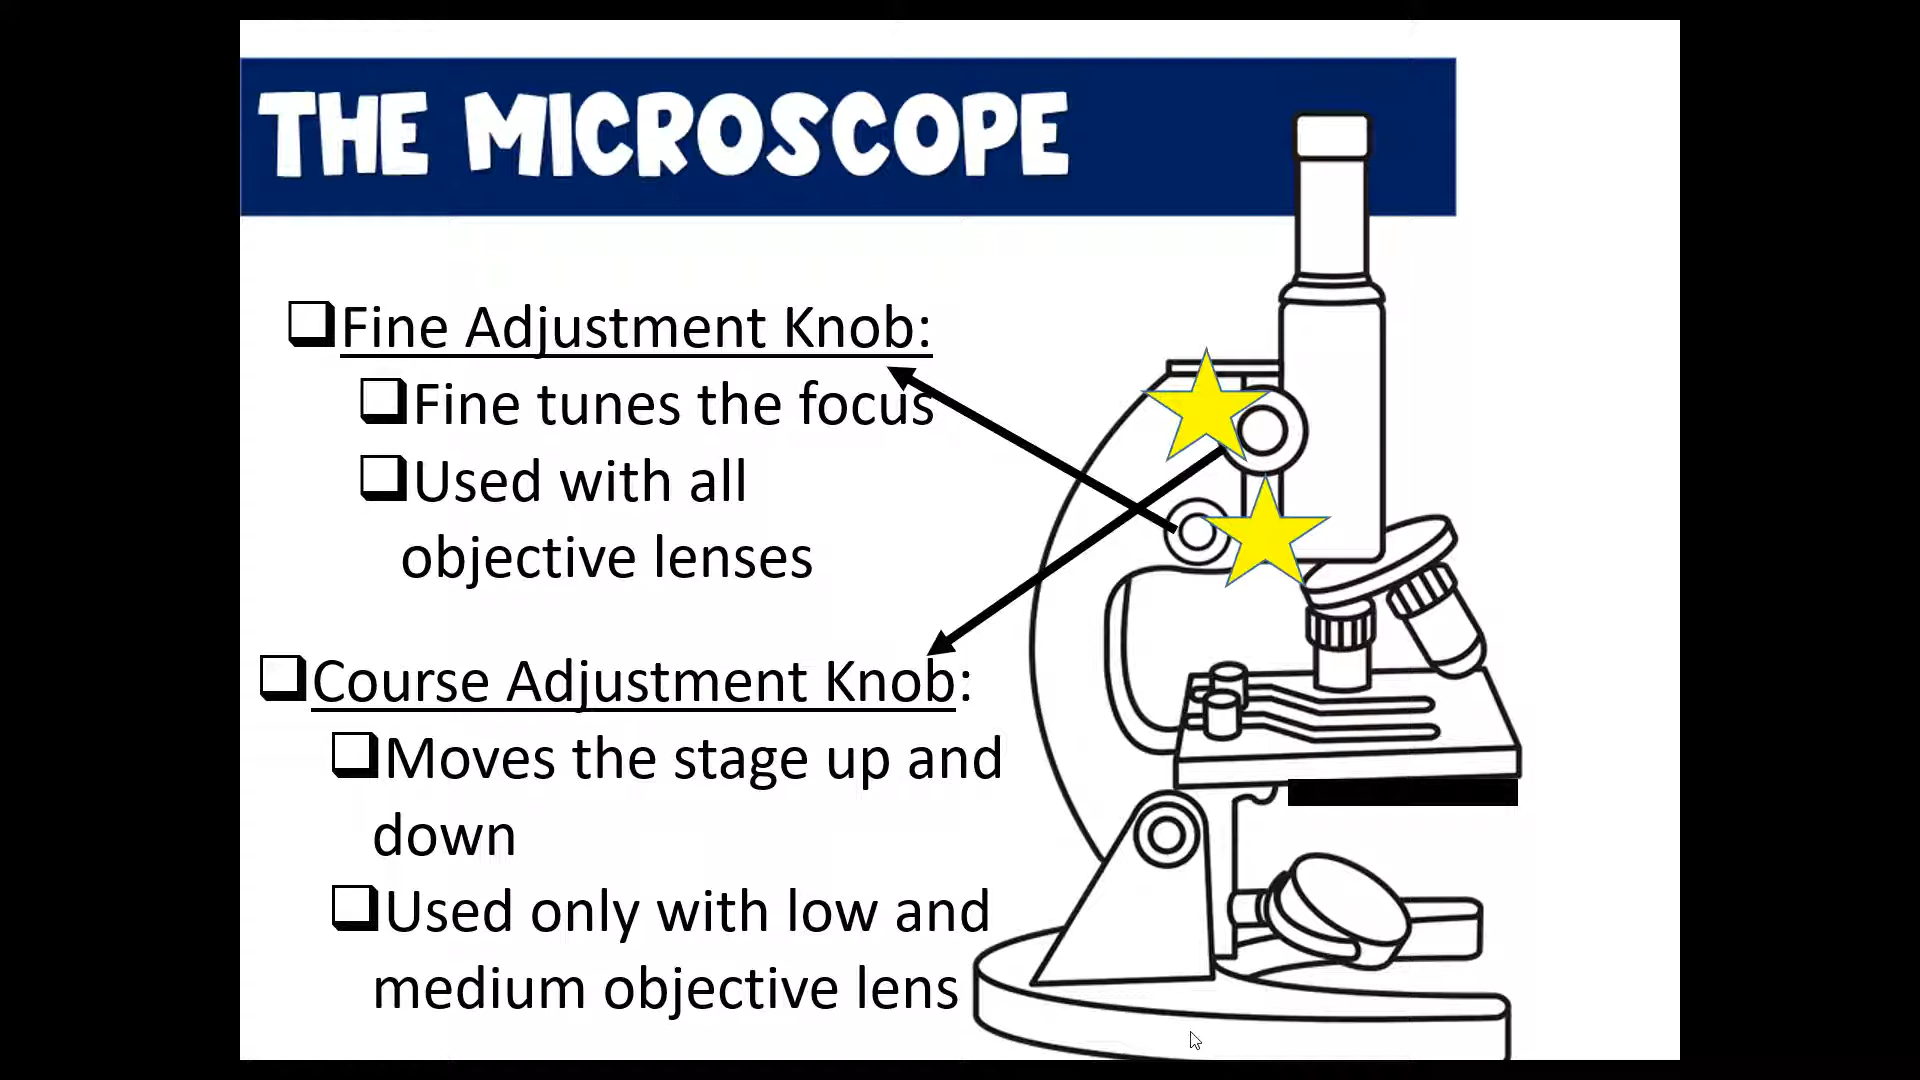 THE MICROSCOPE
Fine Adjustment Knob:
Fine tunes the focus
Used with all
objective lenses
Course Adjustment Knob:
Moves the stage up and
down
Used only with low and
medium objective lens